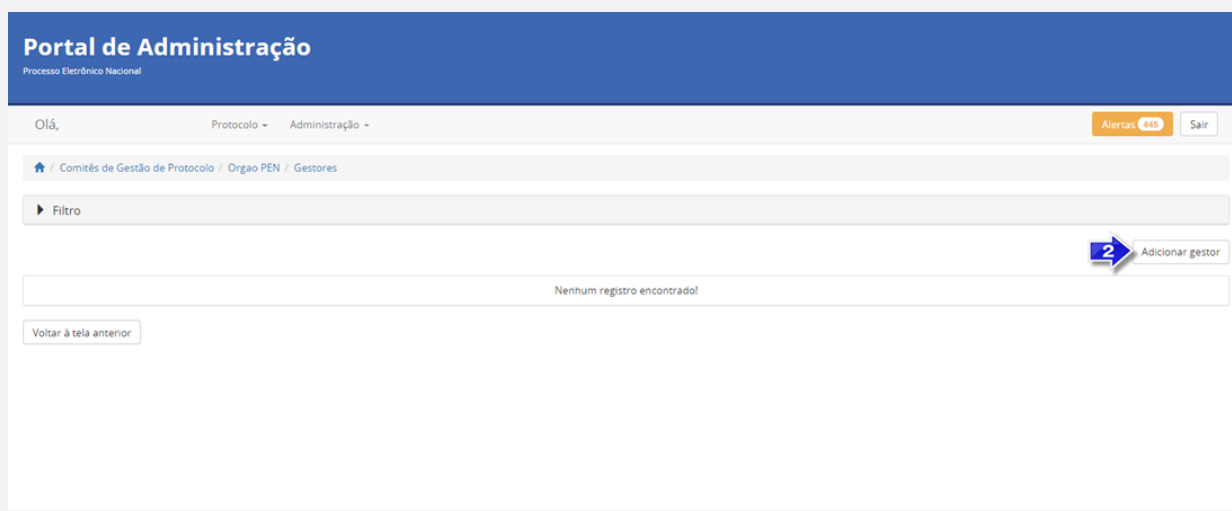 Portal de Administração
Processo Eletrônico Nacional
Olá, Protocolo Administração Alertas 445 Sair
/ Comitês de Gestão de Protocolo / Orgao PEN / Gestores
Filtro
2 Adicionar gestor
Nenhum registro encontrado!
Voltar à tela anterior